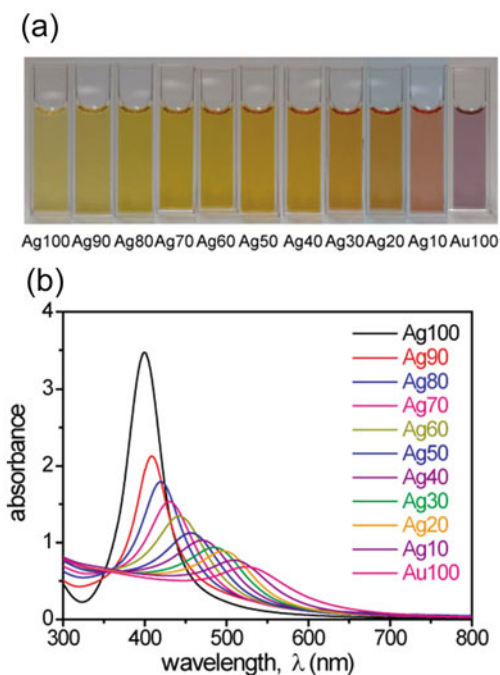 (a)
Ag100 Ag90 Ag80 Ag70 Ag60 Ag50 Ag40 Ag30 Ag20 Ag10 Au100
(b)
4
3
2
1
0
absorbance
Ag100
Ag90
Ag80
Ag70
Ag60
Ag50
Ag40
Ag30
Ag20
Ag10
Au100
300 400 500 600 700 800
wavelength, λ (nm)